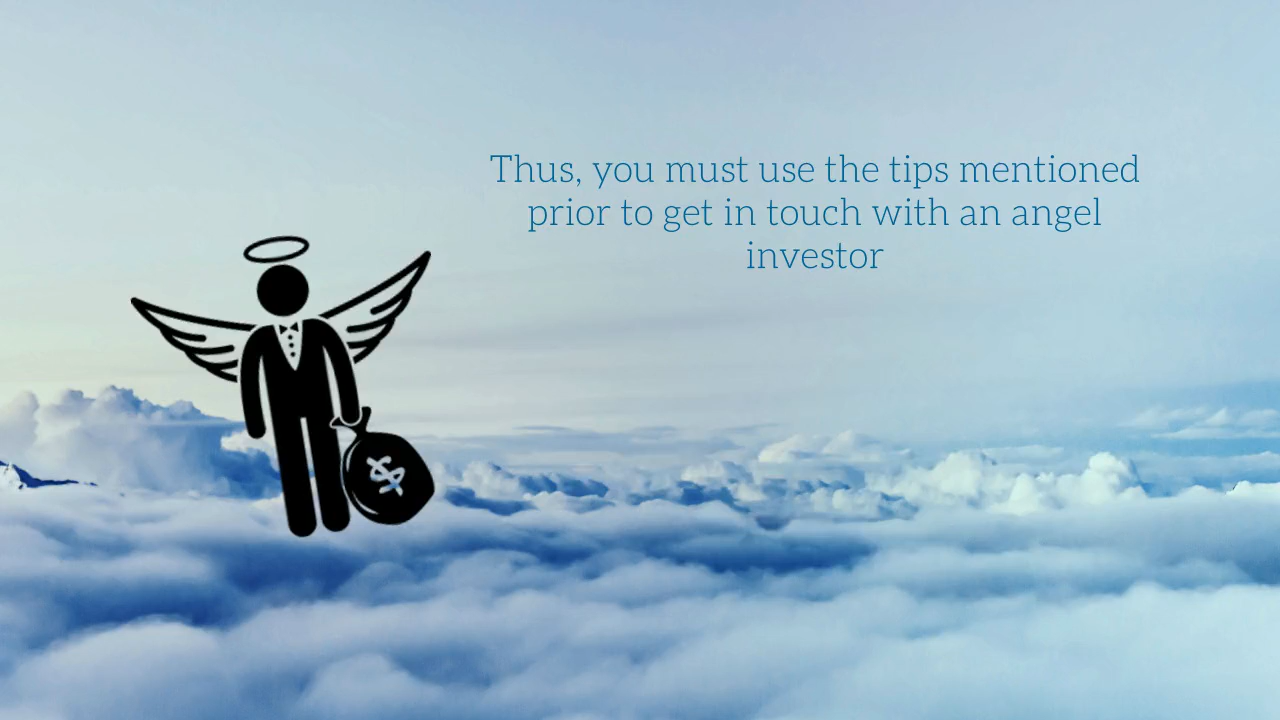 Thus, you must use the tips mentioned
prior to get in touch with an angel
investor
$